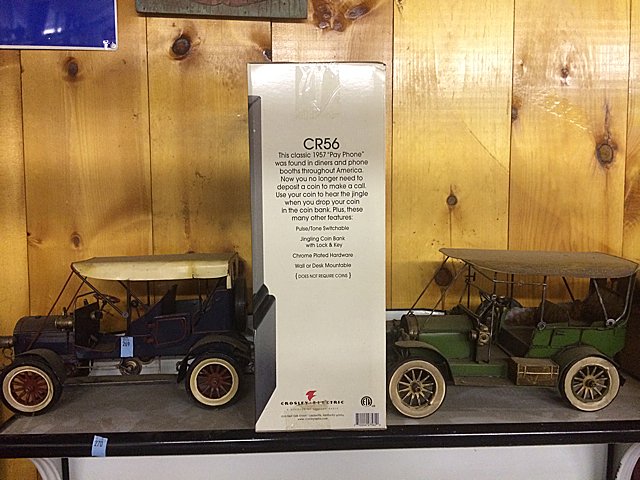 CR56
This classic 1957 "Pay Phone"
was found in diners and phone
booths throughout America.
Now you no longer need to
deposit a coin to make a call.
Use your coin to hear the jingle
when you drop your coin
in the coin bank. Plus, these
many other features:
Pulse/Tone Switchable
Jingling Coin Bank
with Lock & Key
Chrome Plated Hardware
Wall or Desk Mountable
(DOES NOT REQUIRE COINS)
CROSLEY ELECTRIC
269
270